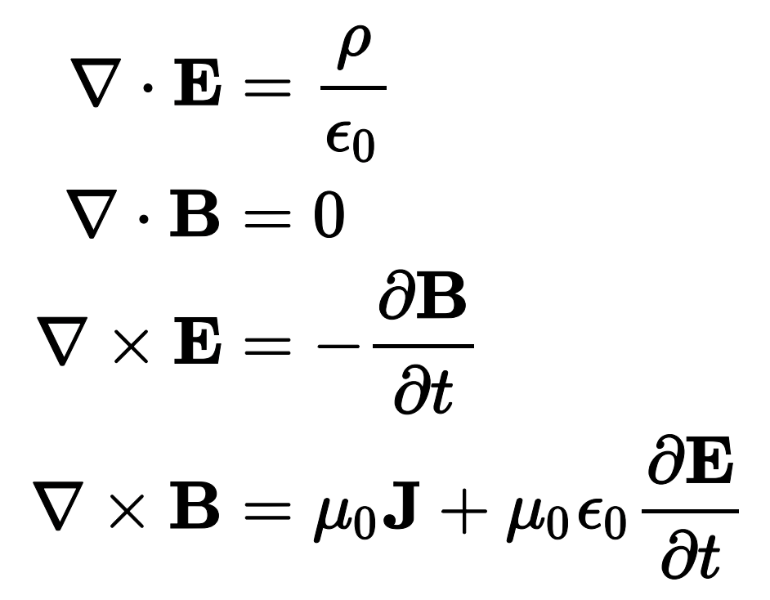 ∇ · 𝐄 = ρ/ϵ₀
∇ · 𝐁 = 0
∇ × 𝐄 = −∂𝐁/∂t
∇ × 𝐁 = μ₀𝐉 + μ₀ϵ₀ ∂𝐄/∂t